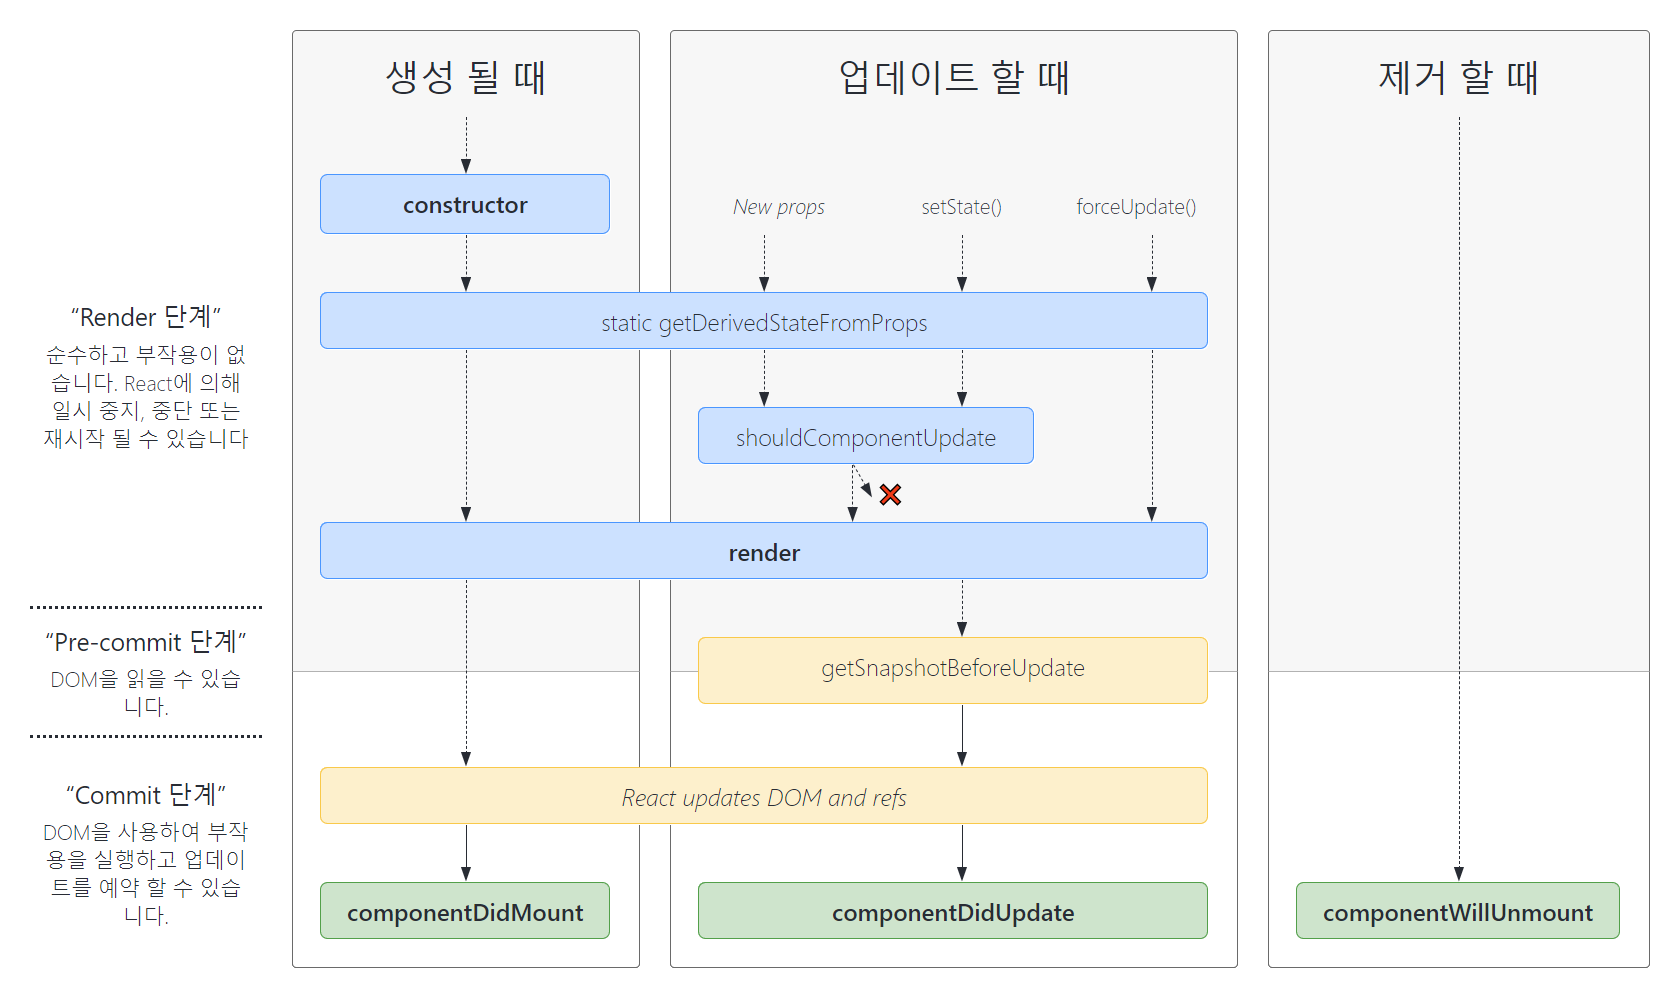 생성 될 때
업데이트 할 때
제거 할 때
constructor
New props
setState()
forceUpdate()
static getDerivedStateFromProps
“Render 단계”
순수하고 부작용이 없
습니다. React에 의해
일시 중지, 중단 또는
재시작 될 수 있습니다
shouldComponentUpdate
render
“Pre-commit 단계”
DOM을 읽을 수 있습
니다.
getSnapshotBeforeUpdate
“Commit 단계”
DOM을 사용하여 부작
용을 실행하고 업데이
트를 예약 할 수 있습
니다.
React updates DOM and refs
componentDidMount
componentDidUpdate
componentWillUnmount